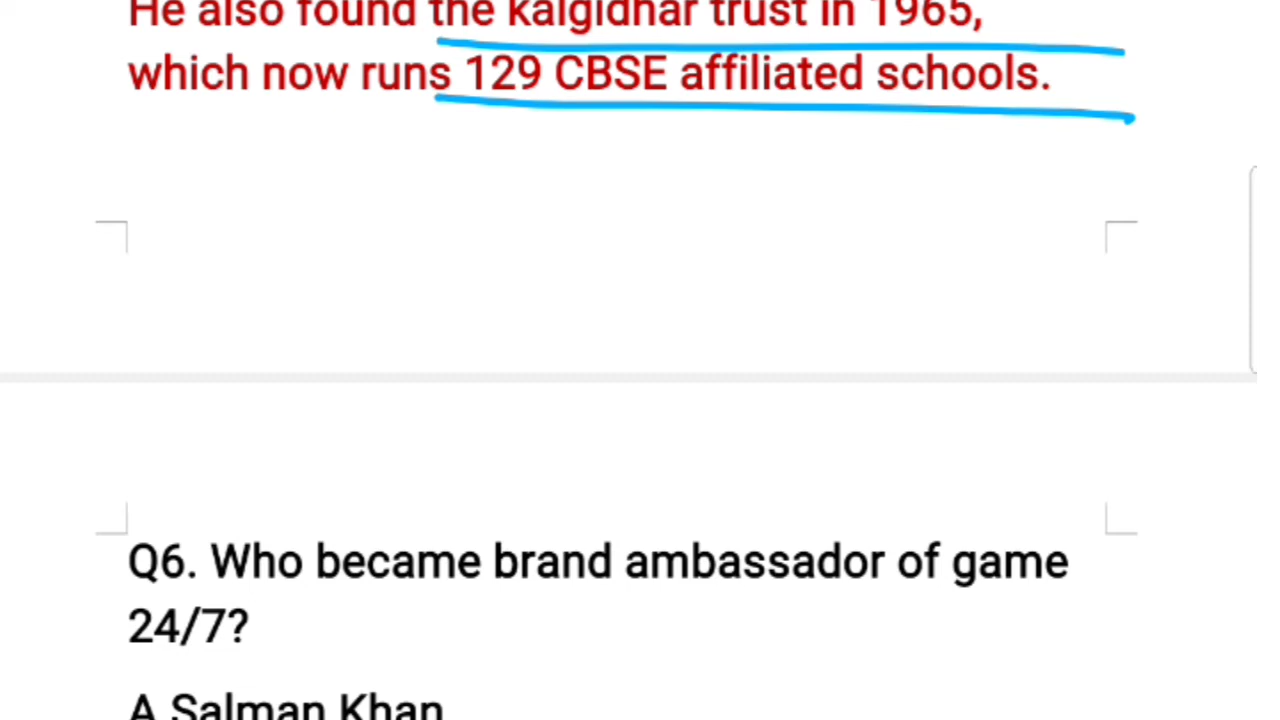 He also found the kalgidhar trust in 1965,
which now runs 129 CBSE affiliated schools.
Q6. Who became brand ambassador of game
24/7?
A Salman Khan